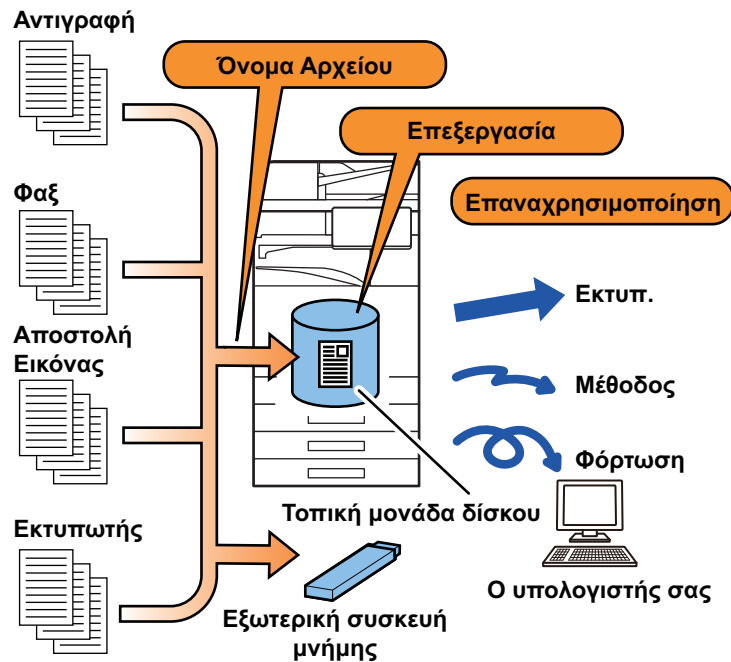 Αντιγραφή
Όνομα Αρχείου
Επεξεργασία
Φαξ
Επαναχρησιμοποίηση
Εκτυπ.
Αποστολή
Εικόνας
Μέθοδος
Φόρτωση
Τοπική μονάδα δίσκου
Εκτυπωτής
Ο υπολογιστής σας
Εξωτερική συσκευή
μνήμης